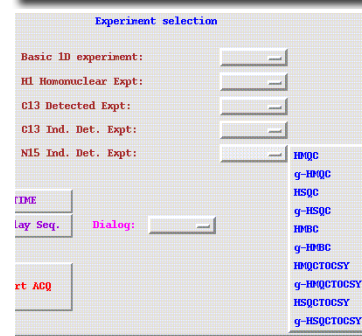 Experiment selection
Basic 1D experiment:
H1 Homonuclear Expt:
C13 Detected Expt:
C13 Ind. Det. Expt:
N15 Ind. Det. Expt:
HMQC
g-HMQC
HSQC
g-HSQC
HMBC
g-HMBC
HMQCTOCSY
g-HMQCTOCSY
HSQCTOCSY
g-HSQCTOCSY
TIME
lay Seq.
Dialog:
rt ACQ